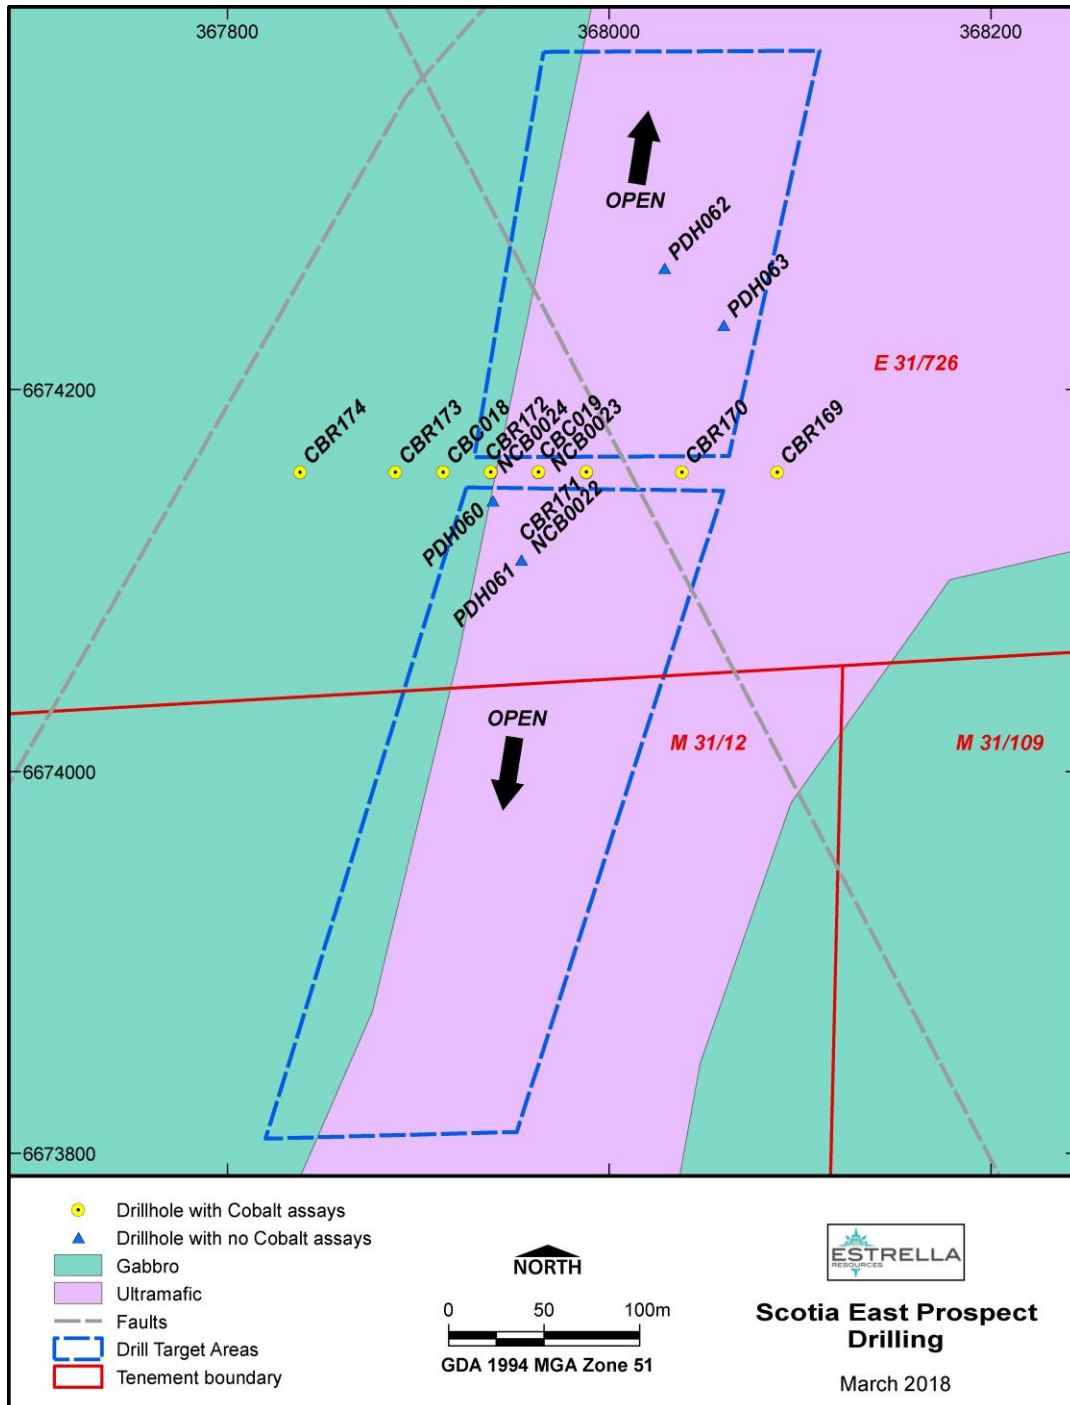 367800
368000
368200
OPEN
PDH062
PDH063
6674200
E 31/726
CBR174
CBR173
CBC018
CBR172
NCB0024
CBC019
NCB0023
CBR170
CBR169
PDH060
CBR171
NCB0022
PDH061
OPEN
M 31/12
M 31/109
6674000
6673800
Drillhole with Cobalt assays
Drillhole with no Cobalt assays
Gabbro
Ultramafic
Faults
Drill Target Areas
Tenement boundary
NORTH
0 50 100m
GDA 1994 MGA Zone 51
ESTRELLA
RESOURCES
Scotia East Prospect
Drilling
March 2018